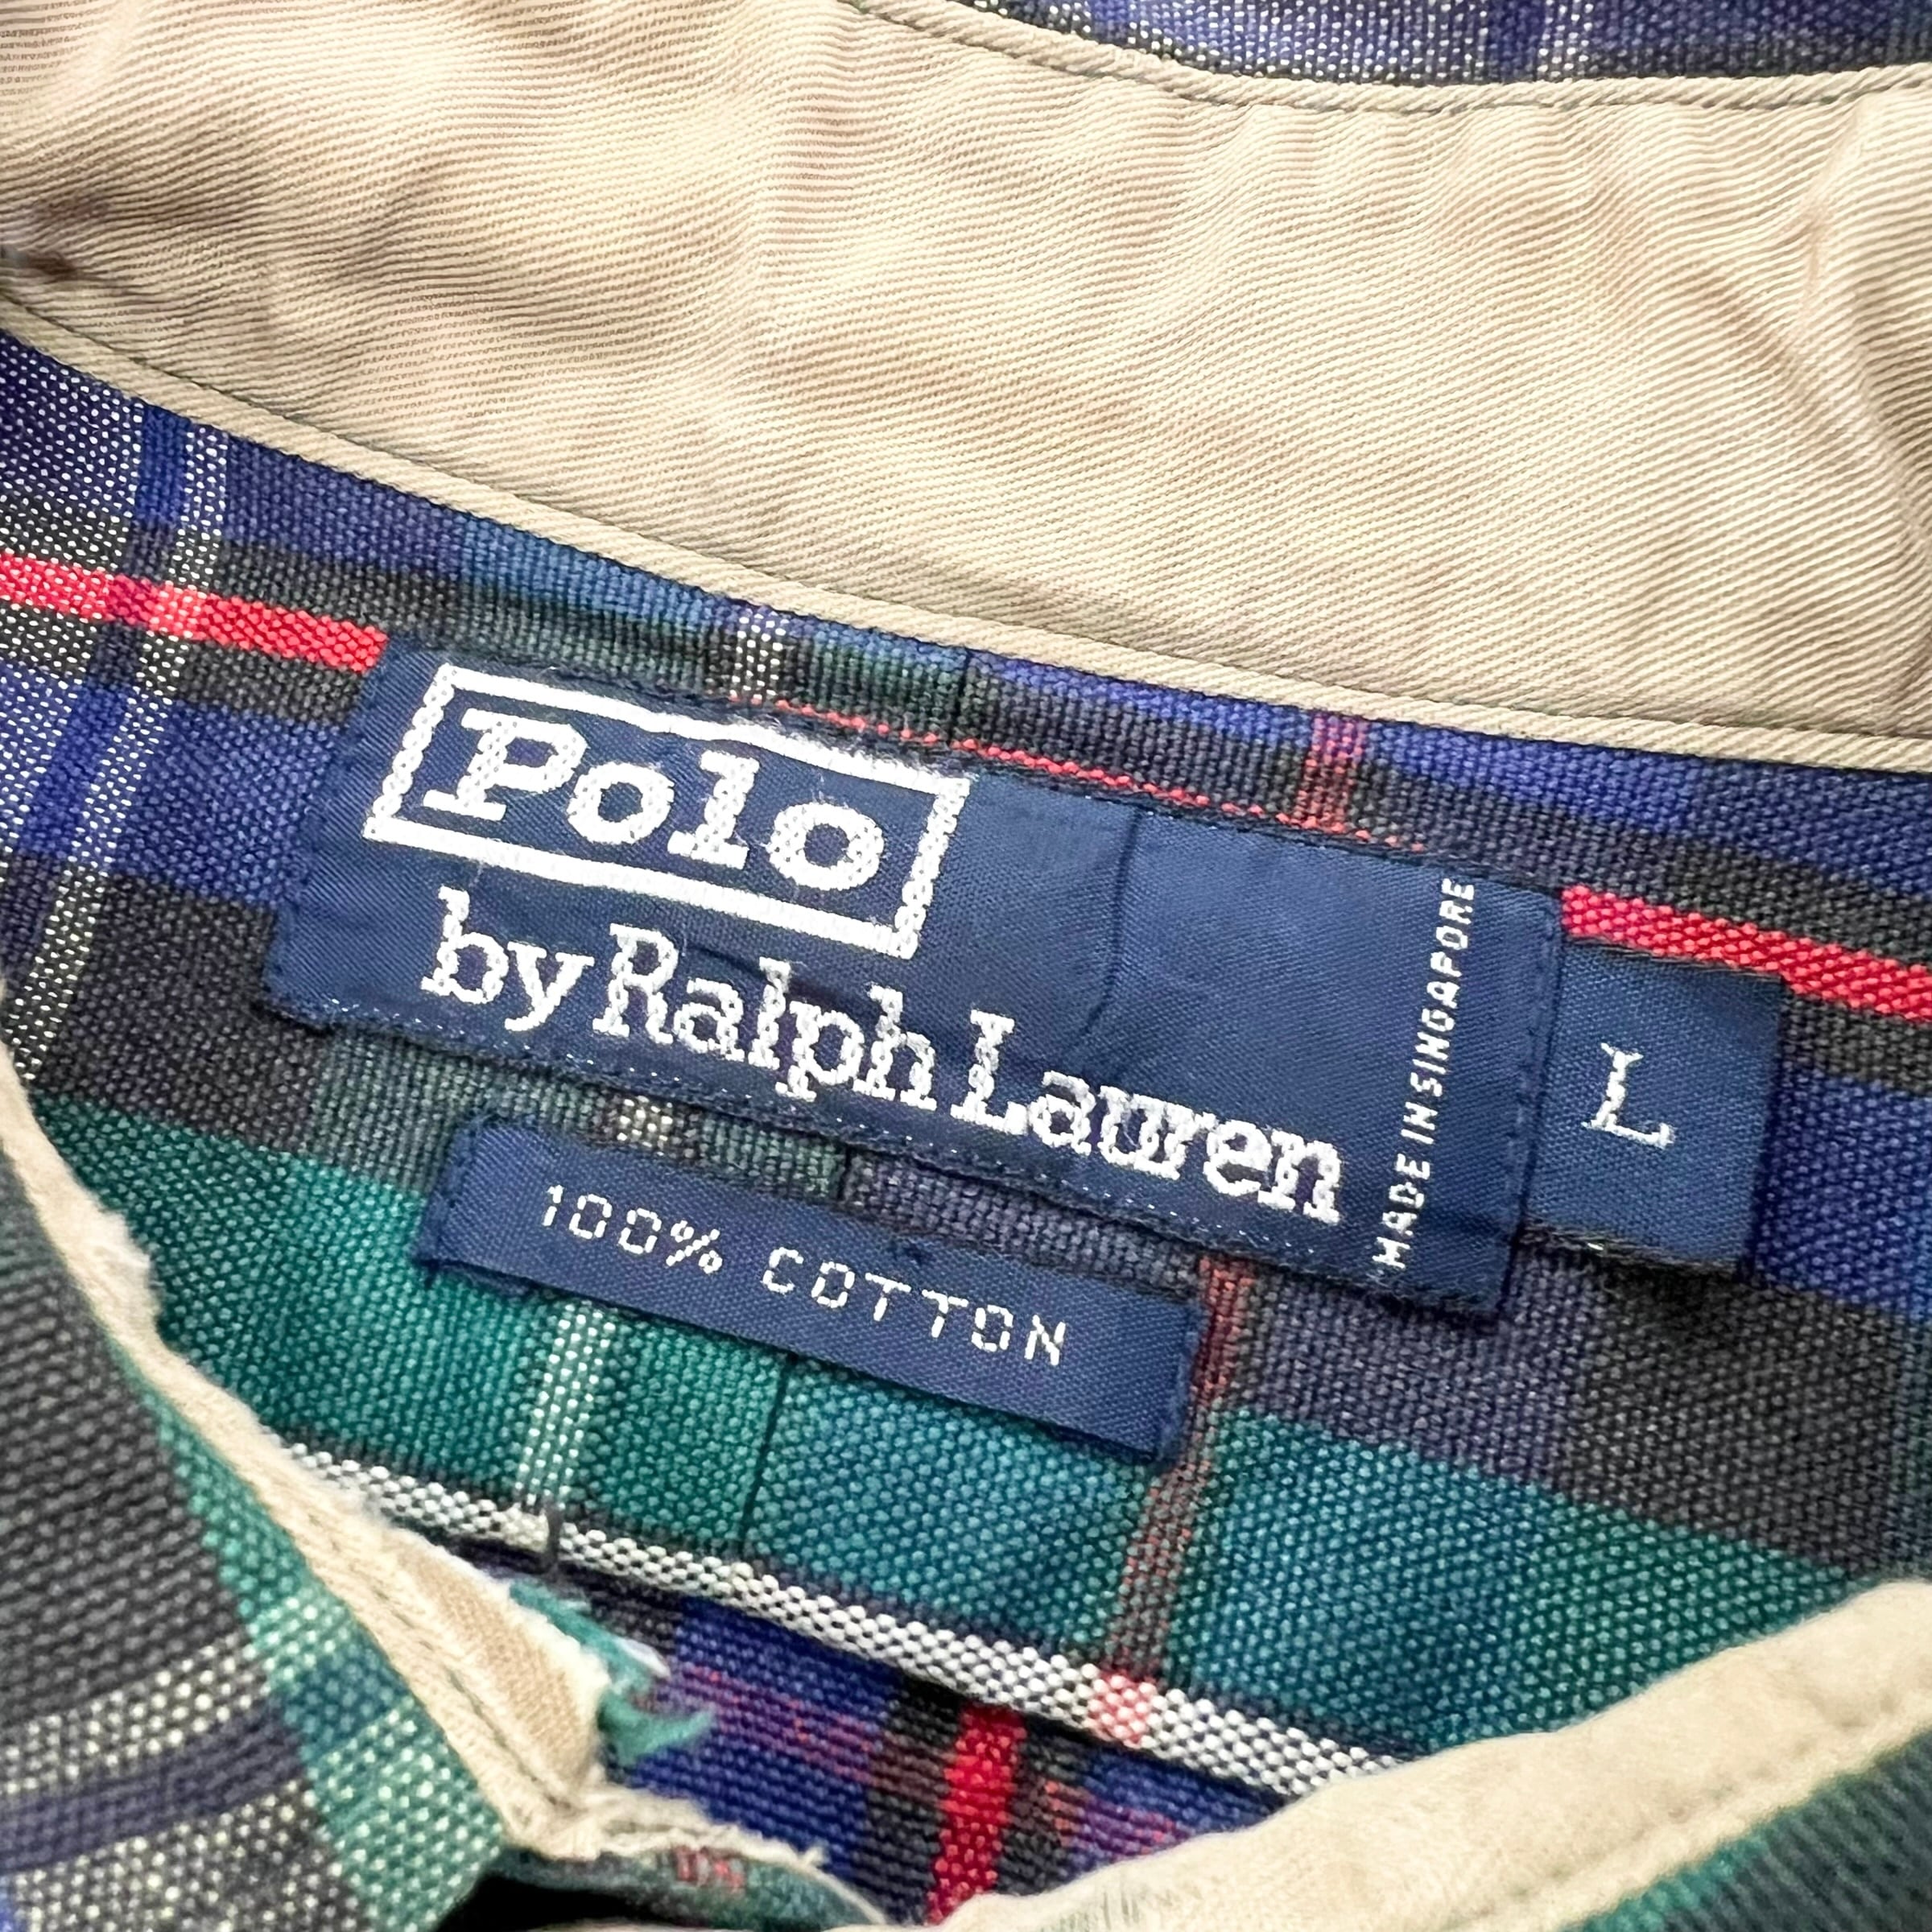 Polo
by Ralph Lauren
MADE IN SINGAPORE
L
100% COTTON